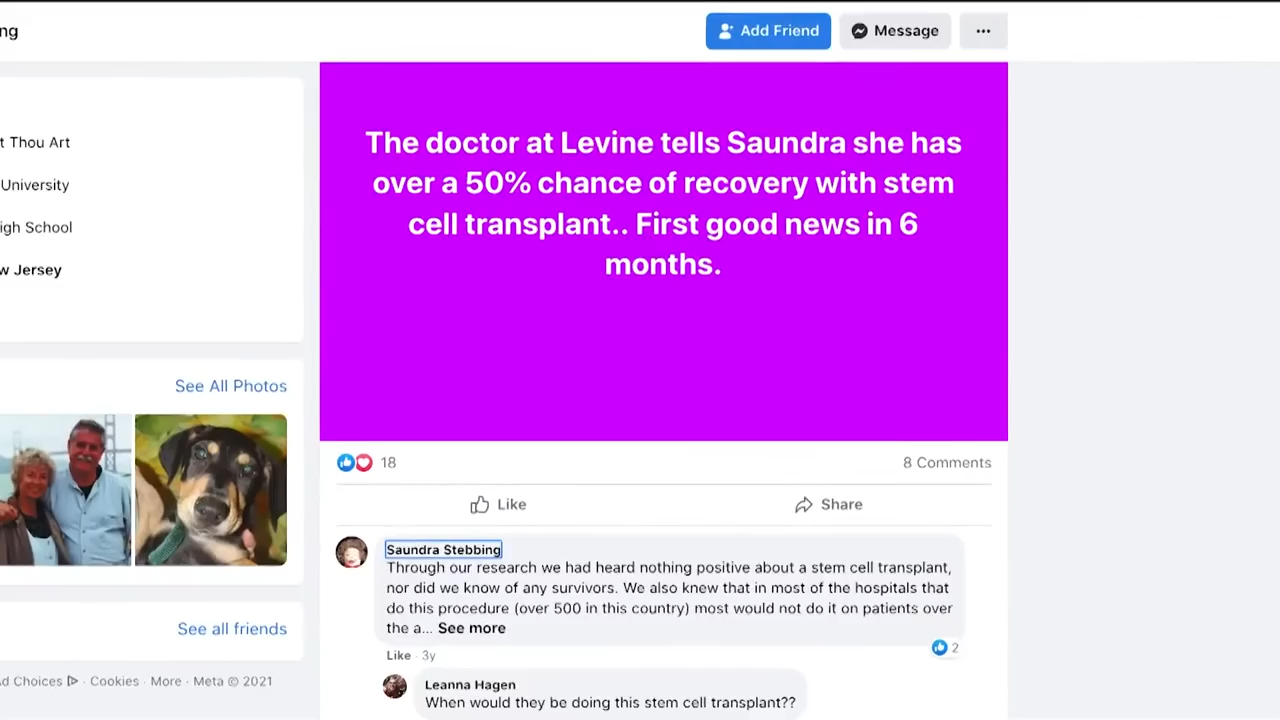 ng
Add Friend
Message
The doctor at Levine tells Saundra she has
over a 50% chance of recovery with stem
cell transplant.. First good news in 6
months.
t Thou Art
University
igh School
w Jersey
See All Photos
See all friends
Ad Choices · Cookies · More · Meta © 2021
18
8 Comments
Like
Share
Saundra Stebbing
Through our research we had heard nothing positive about a stem cell transplant,
nor did we know of any survivors. We also knew that in most of the hospitals that
do this procedure (over 500 in this country) most would not do it on patients over
the a... See more
2
Like · 3y
Leanna Hagen
When would they be doing this stem cell transplant??